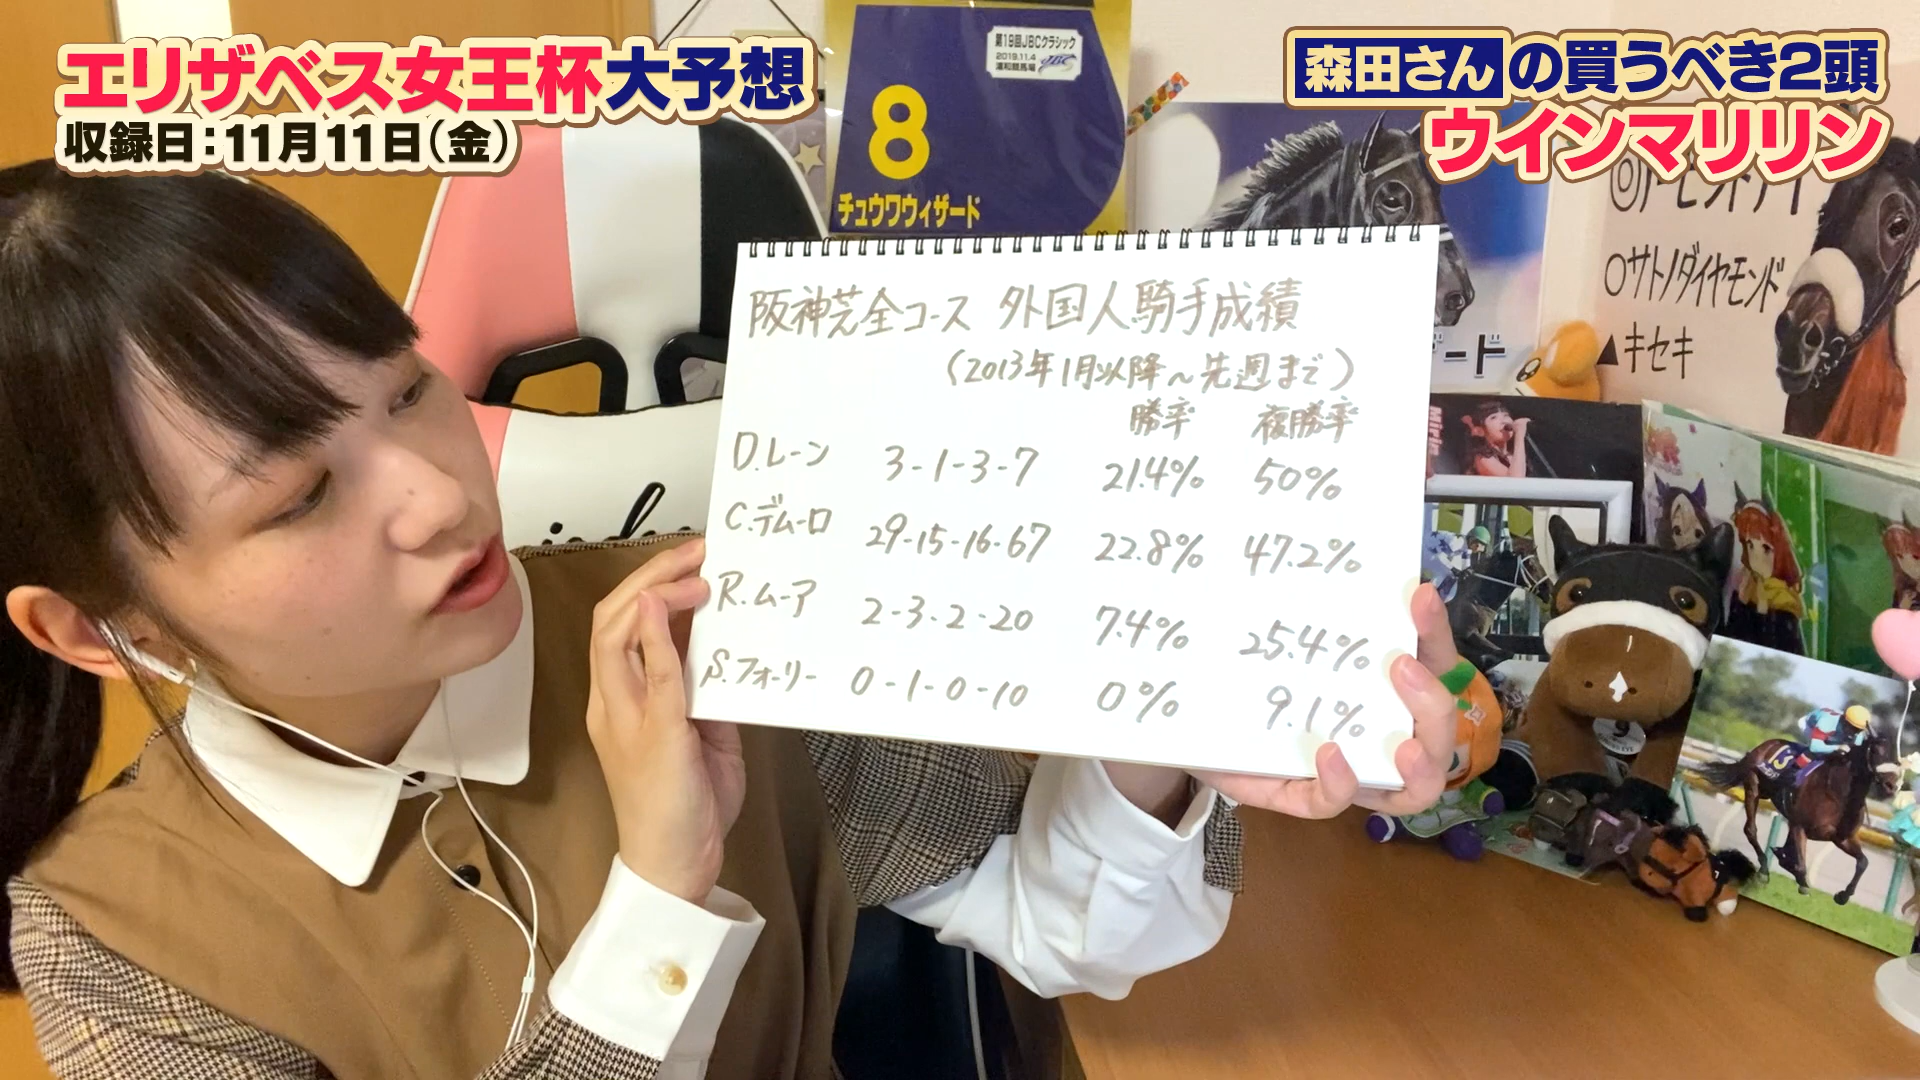 エリザベス女王杯大予想
収録日：11月11日（金）
森田さんの買うべき2頭
ウインマリリン
第19回JBCクラシック
2019.11.4
浦和競馬場 JBC
8
チュウワウィザード
サトノダイヤモンド
▲キセキ
阪神芝全コース 外国人騎手成績
（2013年1月以降〜先週まで）
勝率 複勝率
D.レーン 3-1-3-7 21.4% 50%
C.デムーロ 29-15-16-67 22.8% 47.2%
R.ムーア 2-3-2-20 7.4% 25.4%
S.フォーリー 0-1-0-10 0% 9.1%